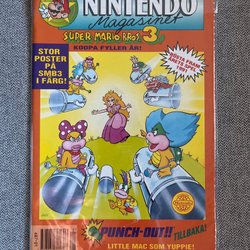 NINTENDO
Magasinet
SUPER MARIO BROS 3
KOOPA FYLLER ÅR!
STOR
POSTER
PÅ
SMB3
I FÄRG!
PUNCH-OUT!!
TILLBAKA!
LITTLE MAC SOM YUPPIE!